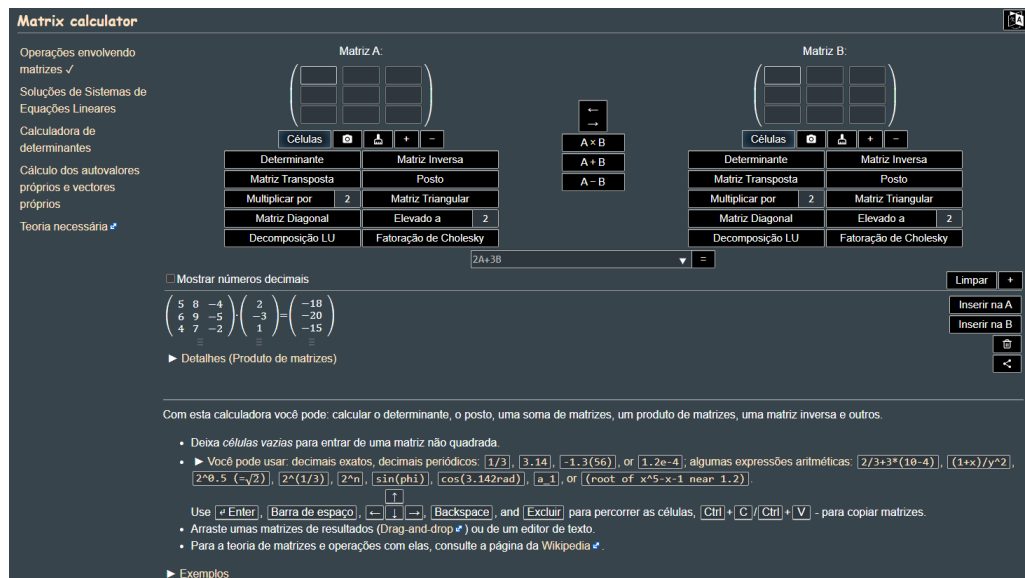 Matrix calculator
Operações envolvendo
matrizes ✓
Soluções de Sistemas de
Equações Lineares
Calculadora de
determinantes
Cálculo dos autovalores
próprios e vectores
próprios
Teoria necessária
Matriz A:
Células + −
Determinante Matriz Inversa
Matriz Transposta Posto
Multiplicar por 2 Matriz Triangular
Matriz Diagonal Elevado a 2
Decomposição LU Fatoração de Cholesky
←
→
A × B
A + B
A − B
Matriz B:
Células + −
Determinante Matriz Inversa
Matriz Transposta Posto
Multiplicar por 2 Matriz Triangular
Matriz Diagonal Elevado a 2
Decomposição LU Fatoração de Cholesky
2A+3B ▼ =
Mostrar números decimais
Limpar +
Inserir na A
Inserir na B
5 8 −4 2 −18
6 9 −5 · −3 = −20
4 7 −2 1 −15
► Detalhes (Produto de matrizes)
Com esta calculadora você pode: calcular o determinante, o posto, uma soma de matrizes, um produto de matrizes, uma matriz inversa e outros.
• Deixa células vazias para entrar de uma matriz não quadrada.
• ► Você pode usar: decimais exatos, decimais periódicos: 1/3, 3.14, -1.3(56), or 1.2e-4; algumas expressões aritméticas: 2/3+3*(10-4), (1+x)/y^2,
2^0.5 (=√2), 2^(1/3), 2^n, sin(phi), cos(3.142rad), a_1, or (root of x^5-x-1 near 1.2).
↑
Use ↵ Enter, Barra de espaço, ← ↓ →, Backspace, and Excluir para percorrer as células, Ctrl + C / Ctrl + V - para copiar matrizes.
• Arraste umas matrizes de resultados (Drag-and-drop) ou de um editor de texto.
• Para a teoria de matrizes e operações com elas, consulte a página da Wikipedia.
► Exemplos